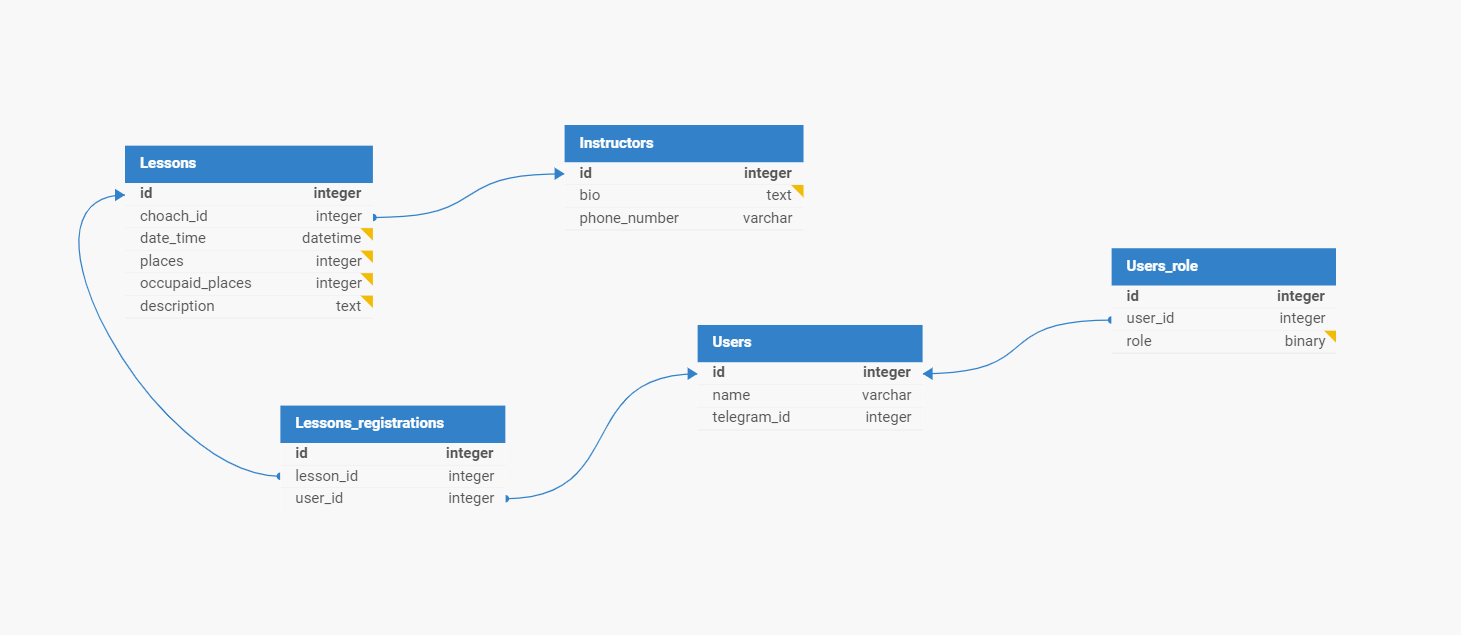 Lessons
id integer
choach_id integer
date_time datetime
places integer
occupaid_places integer
description text
Instructors
id integer
bio text
phone_number varchar
Users_role
id integer
user_id integer
role binary
Users
id integer
name varchar
telegram_id integer
Lessons_registrations
id integer
lesson_id integer
user_id integer